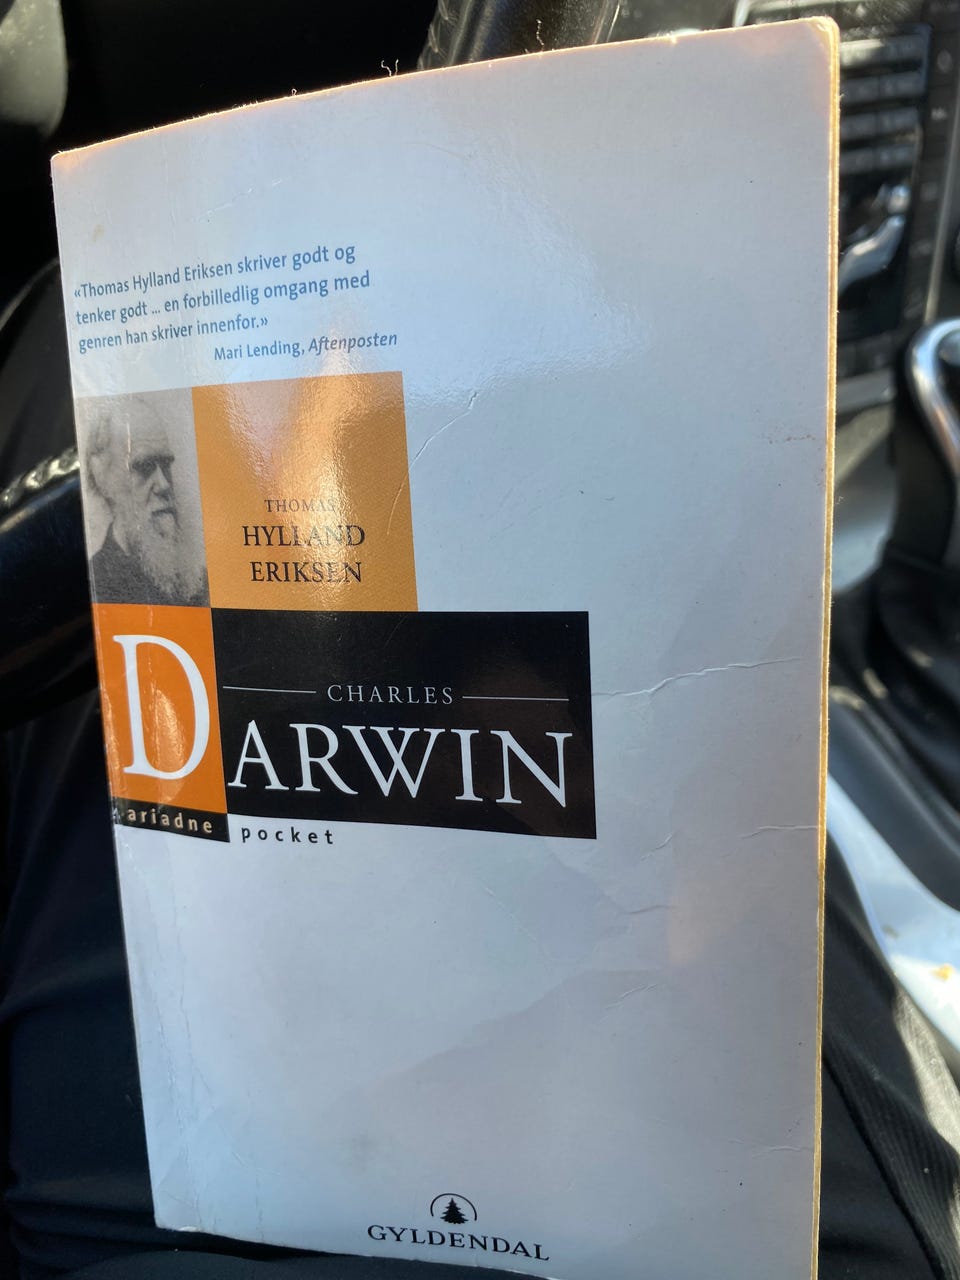 «Thomas Hylland Eriksen skriver godt og
tenker godt ... en forbilledlig omgang med
genren han skriver innenfor.»
Mari Lending, Aftenposten
THOMAS
HYLLAND
ERIKSEN
CHARLES
DARWIN
ariadne pocket
GYLDENDAL